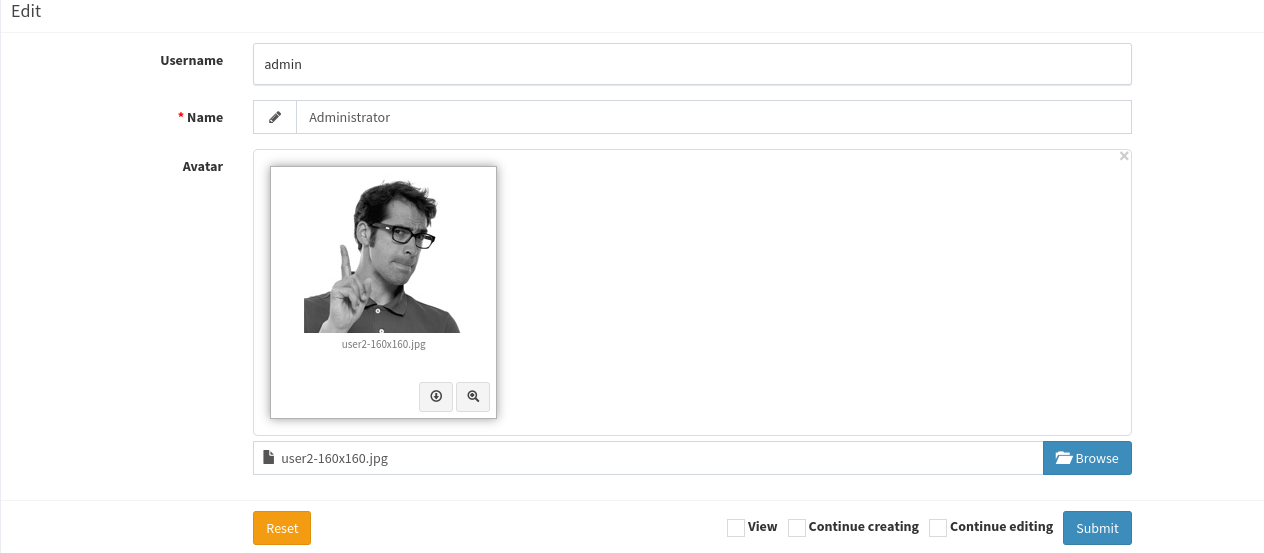 Edit
Username
admin
* Name
Administrator
Avatar
×
user2-160x160.jpg
user2-160x160.jpg
Browse
Reset
View
Continue creating
Continue editing
Submit